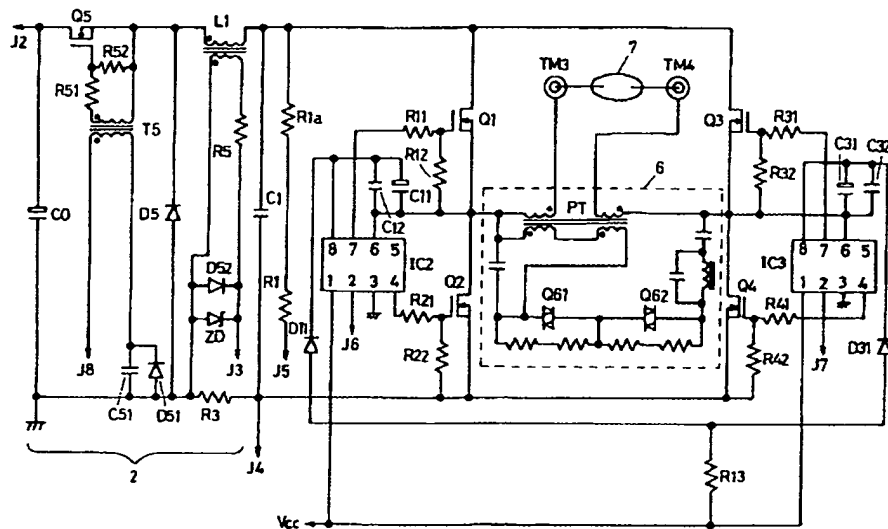 Q5
L1
J2
R52
R51
T5
R5
R1a
C0
D5
C1
R1
D52
ZD
J8
J3
J5
C51
D51
R3
J4
2
TM3
7
TM4
R11
Q1
R12
C11
C12
8 7 6 5
IC2
1 2 3 4
Q2
R21
D11
J6
R22
6
PT
Q61
Q62
Q3
R31
C31
C32
R32
8 7 6 5
IC3
1 2 3 4
Q4
R41
J7
R42
D31
R13
Vcc